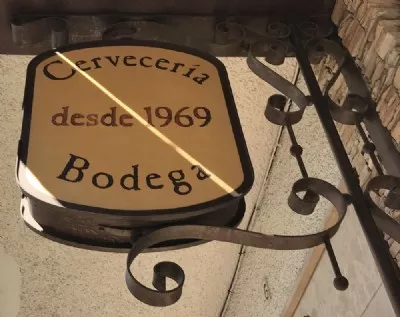 Cervecería
desde 1969
Bodega